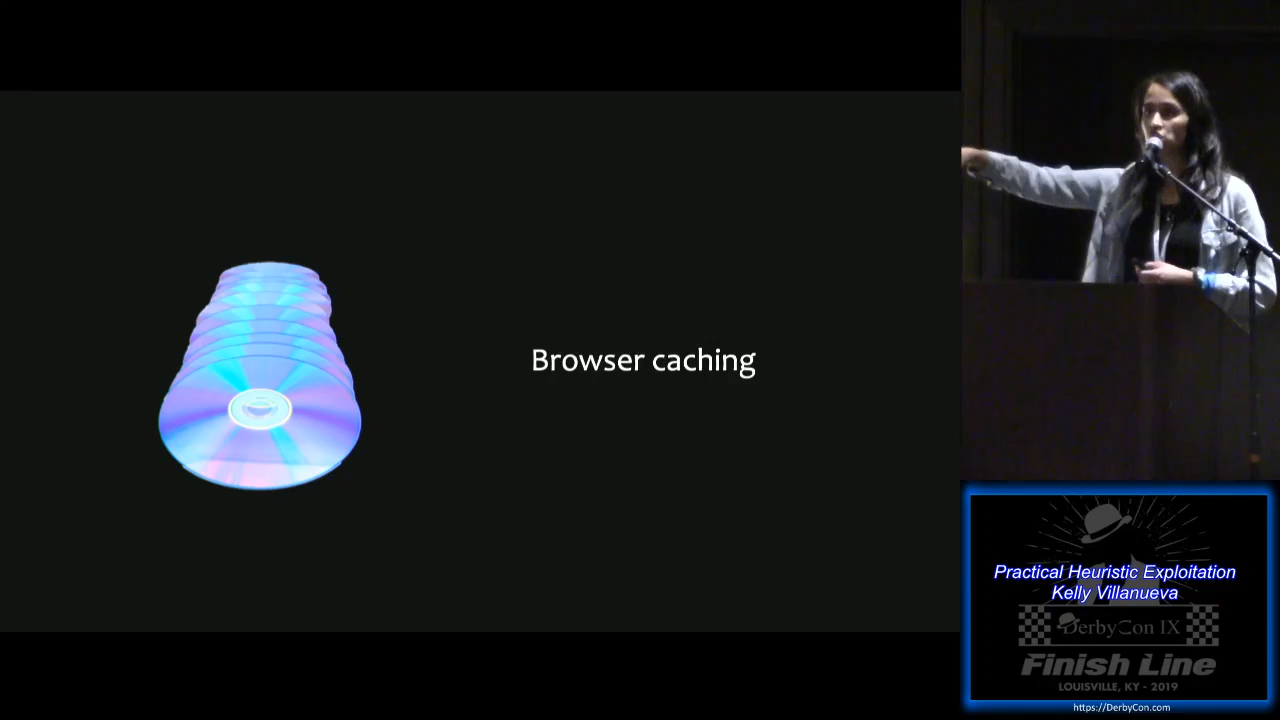 Browser caching
Practical Heuristic Exploitation
Kelly Villanueva
DerbyCon IX
Finish Line
LOUISVILLE, KY - 2019
https://DerbyCon.com